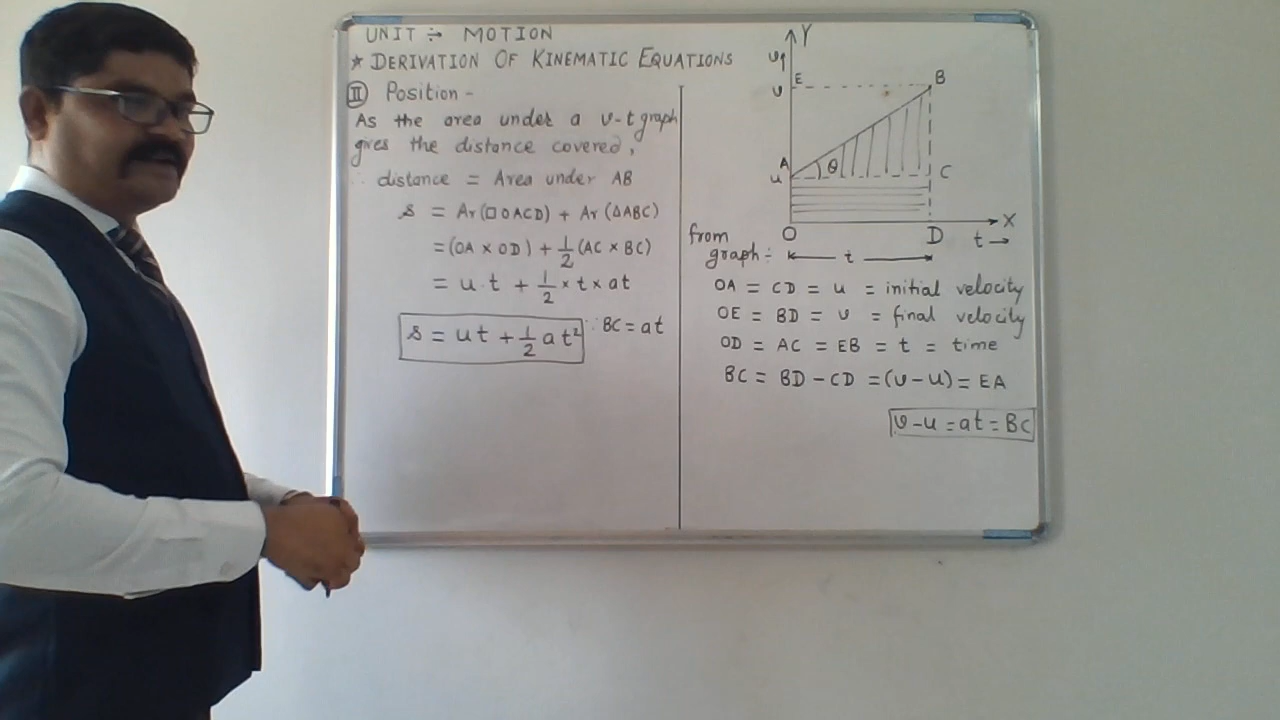 UNIT ÷ MOTION
* DERIVATION OF KINEMATIC EQUATIONS
II Position -
As the area under a v-t graph
gives the distance covered,
∴ distance = Area under AB
s = Ar(□OACD) + Ar(ΔABC)
= (OA × OD) + 1/2 (AC × BC)
= u·t + 1/2 × t × at
s = ut + 1/2 at² ∵ BC = at
Y
v↑
E
B
v
A
θ
C
u
O
D
X
t →
t
from
graph:-
OA = CD = u = initial velocity
OE = BD = v = final velocity
OD = AC = EB = t = time
BC = BD - CD = (v - u) = EA
v - u = at = BC